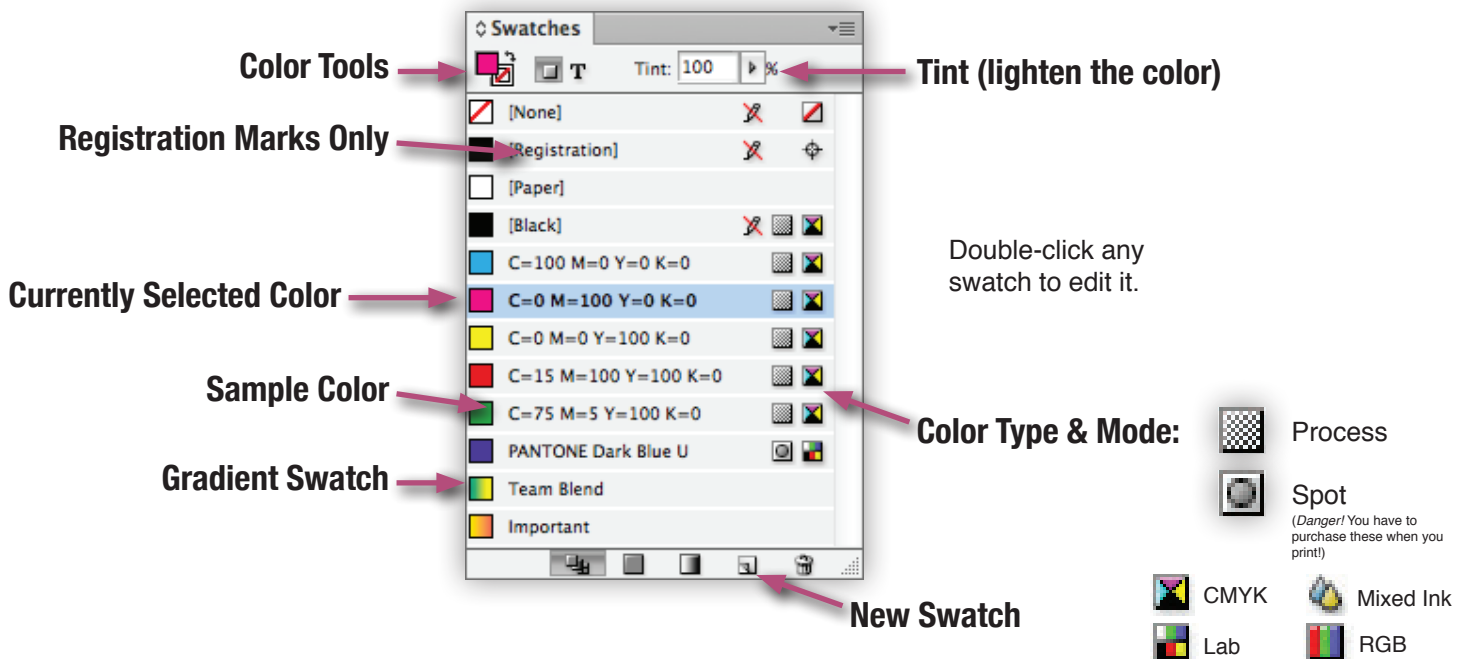 Swatches
Color Tools
T
Tint: 100 %
Tint (lighten the color)
[None]
Registration Marks Only
[Registration]
[Paper]
[Black]
Double-click any
swatch to edit it.
C=100 M=0 Y=0 K=0
Currently Selected Color
C=0 M=100 Y=0 K=0
C=0 M=0 Y=100 K=0
Sample Color
C=15 M=100 Y=100 K=0
C=75 M=5 Y=100 K=0
Color Type & Mode:
Process
PANTONE Dark Blue U
Gradient Swatch
Team Blend
Spot
(Danger! You have to
purchase these when you
print!)
Important
New Swatch
CMYK
Mixed Ink
Lab
RGB